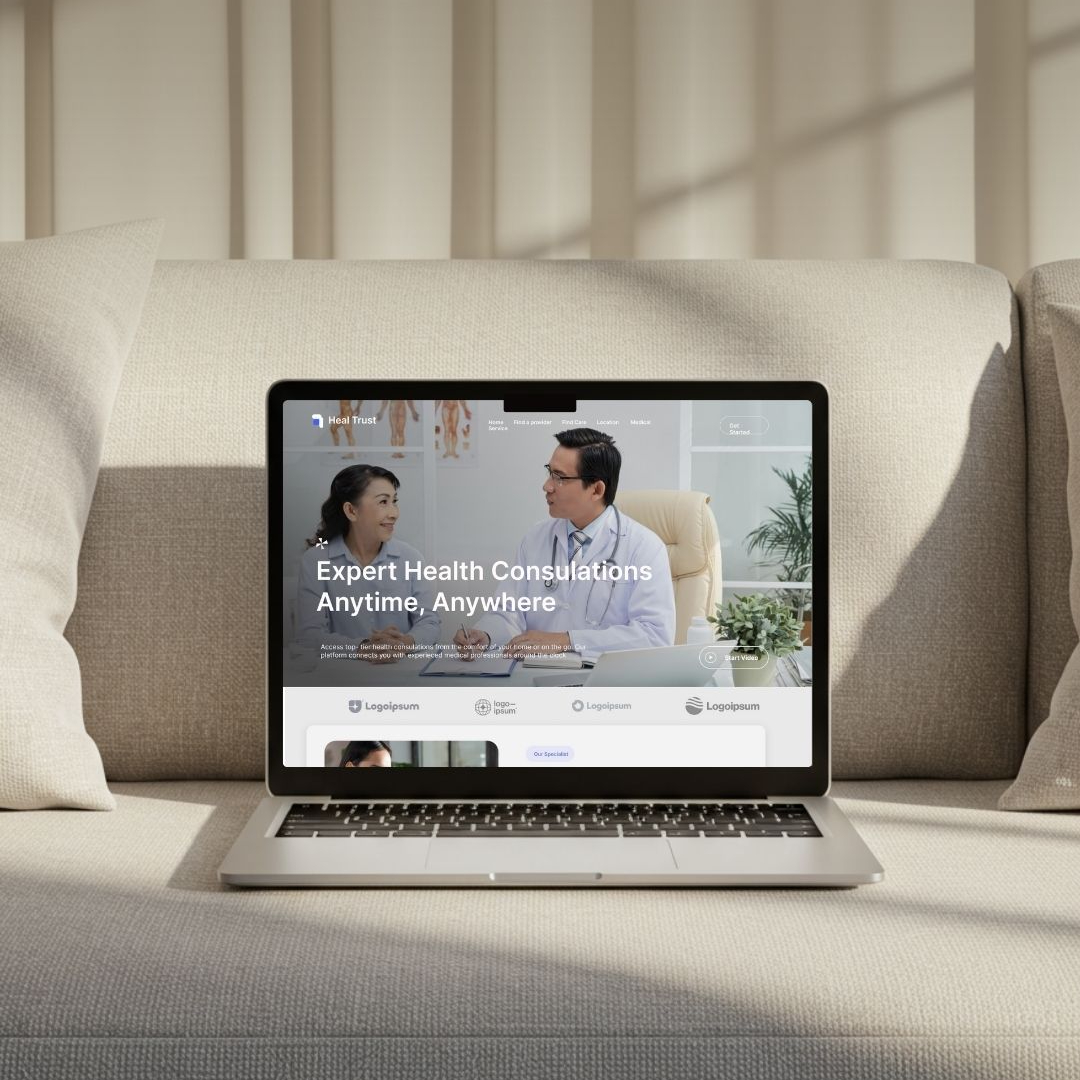 Heal Trust
Home Find a provider Find Care Location Medical
Service
Get
Started
Expert Health Consulations
Anytime, Anywhere
Access top- tier health consulations from the comfort of your home or on the go. Our
platform connects you with experieced medical professionals around the clock
Start Video
Logoipsum
logo—
ipsum
Logoipsum
Logoipsum
Our Specialist